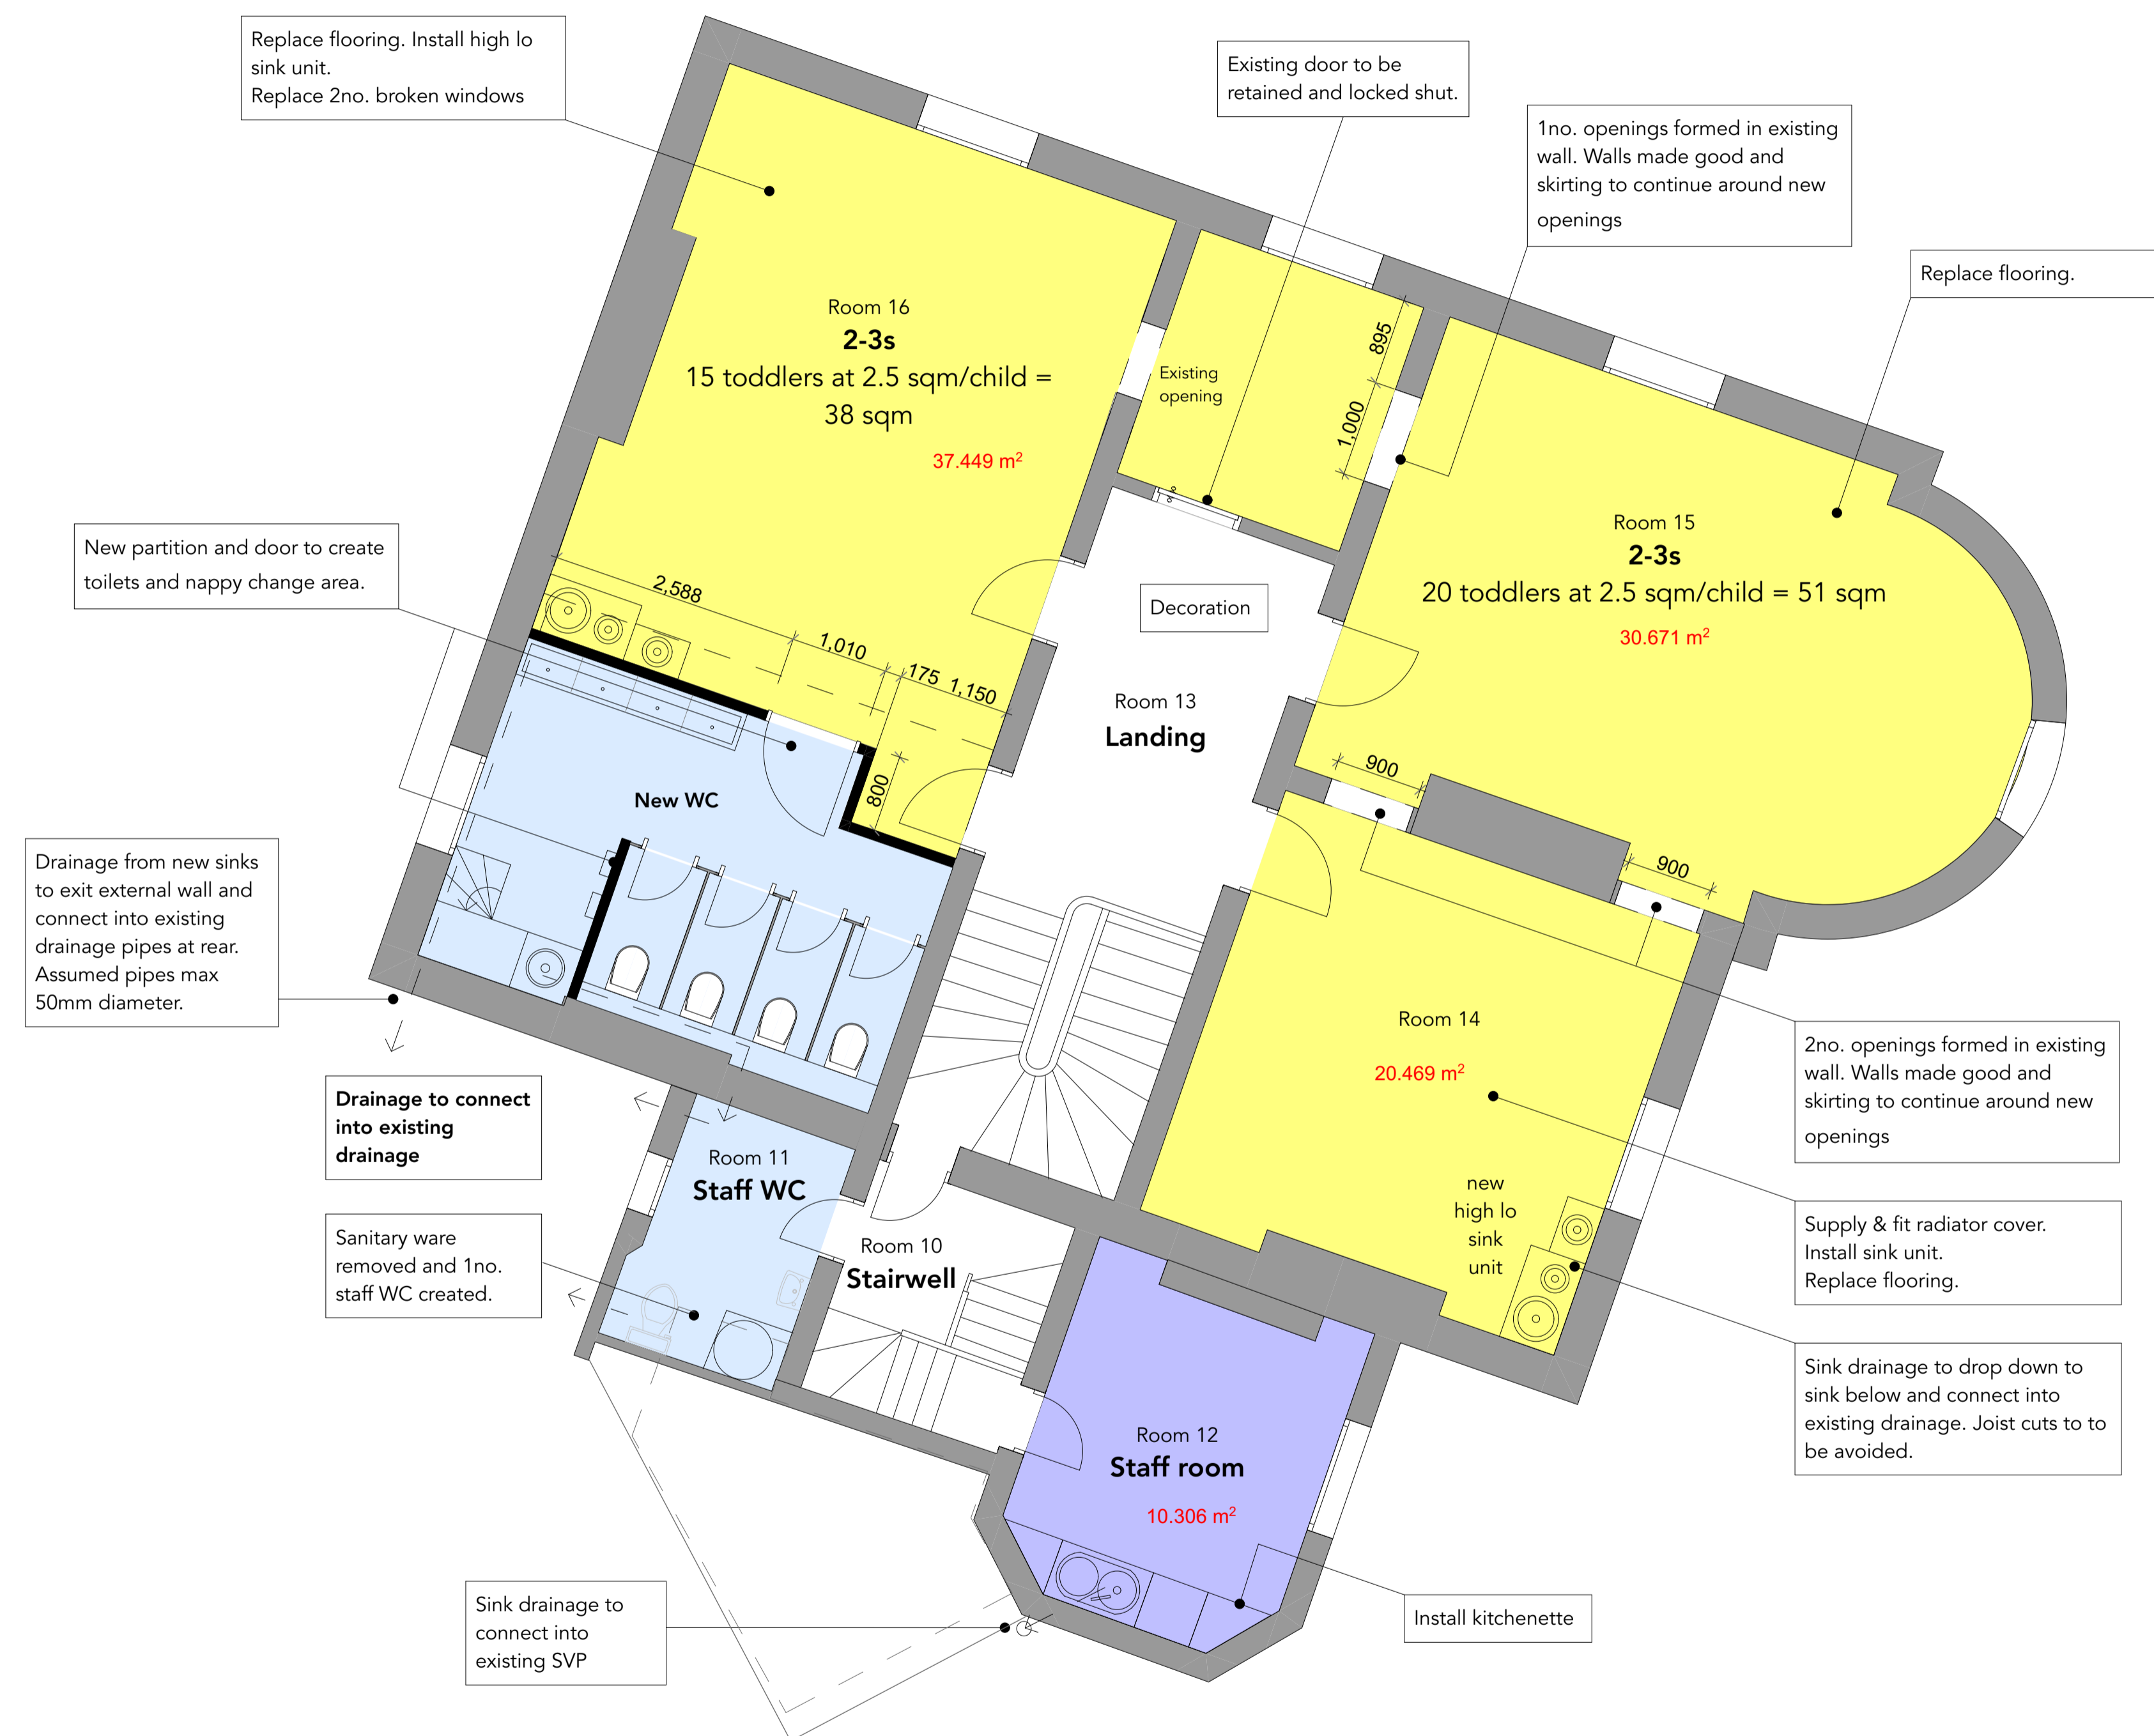 Replace flooring. Install high lo
sink unit.
Replace 2no. broken windows
Existing door to be
retained and locked shut.
1no. openings formed in existing
wall. Walls made good and
skirting to continue around new
openings
Replace flooring.
Room 16
2-3s
15 toddlers at 2.5 sqm/child =
38 sqm
37.449 m²
Existing
opening
895
1,000
Room 15
2-3s
20 toddlers at 2.5 sqm/child = 51 sqm
30.671 m²
New partition and door to create
toilets and nappy change area.
2,588
1,010
175
1,150
800
Decoration
Room 13
Landing
900
900
New WC
Drainage from new sinks
to exit external wall and
connect into existing
drainage pipes at rear.
Assumed pipes max
50mm diameter.
Room 14
20.469 m²
2no. openings formed in existing
wall. Walls made good and
skirting to continue around new
openings
Drainage to connect
into existing
drainage
Room 11
Staff WC
new
high lo
sink
unit
Supply & fit radiator cover.
Install sink unit.
Replace flooring.
Sanitary ware
removed and 1no.
staff WC created.
Room 10
Stairwell
Sink drainage to drop down to
sink below and connect into
existing drainage. Joist cuts to to
be avoided.
Room 12
Staff room
10.306 m²
Sink drainage to
connect into
existing SVP
Install kitchenette